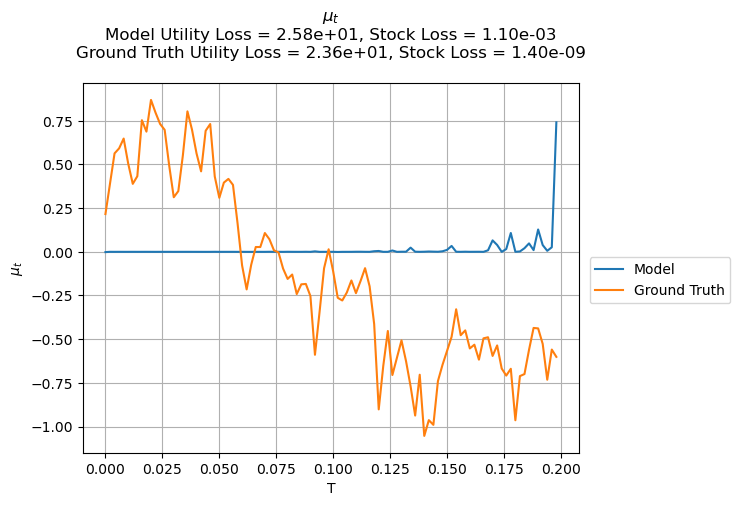 μₜ
Model Utility Loss = 2.58e+01, Stock Loss = 1.10e-03
Ground Truth Utility Loss = 2.36e+01, Stock Loss = 1.40e-09
0.75
0.50
0.25
0.00
−0.25
−0.50
−0.75
−1.00
μₜ
0.000 0.025 0.050 0.075 0.100 0.125 0.150 0.175 0.200
T
Model
Ground Truth